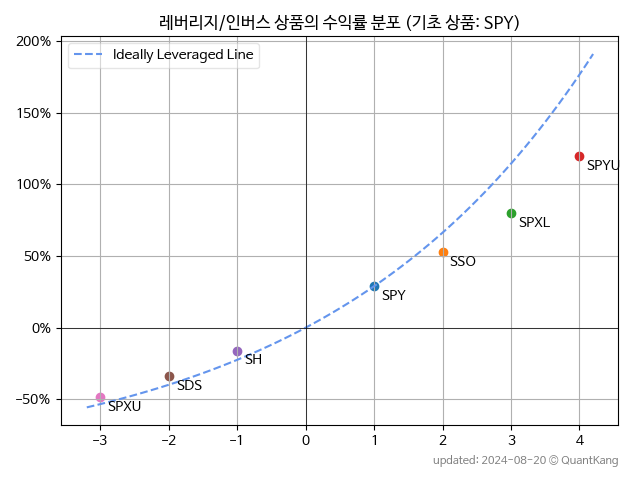 레버리지/인버스 상품의 수익률 분포 (기초 상품: SPY)
200%
Ideally Leveraged Line
150%
SPYU
100%
SPXL
50%
SSO
SPY
0%
SH
SDS
−50%
SPXU
−3 −2 −1 0 1 2 3 4
updated: 2024-08-20 © QuantKang